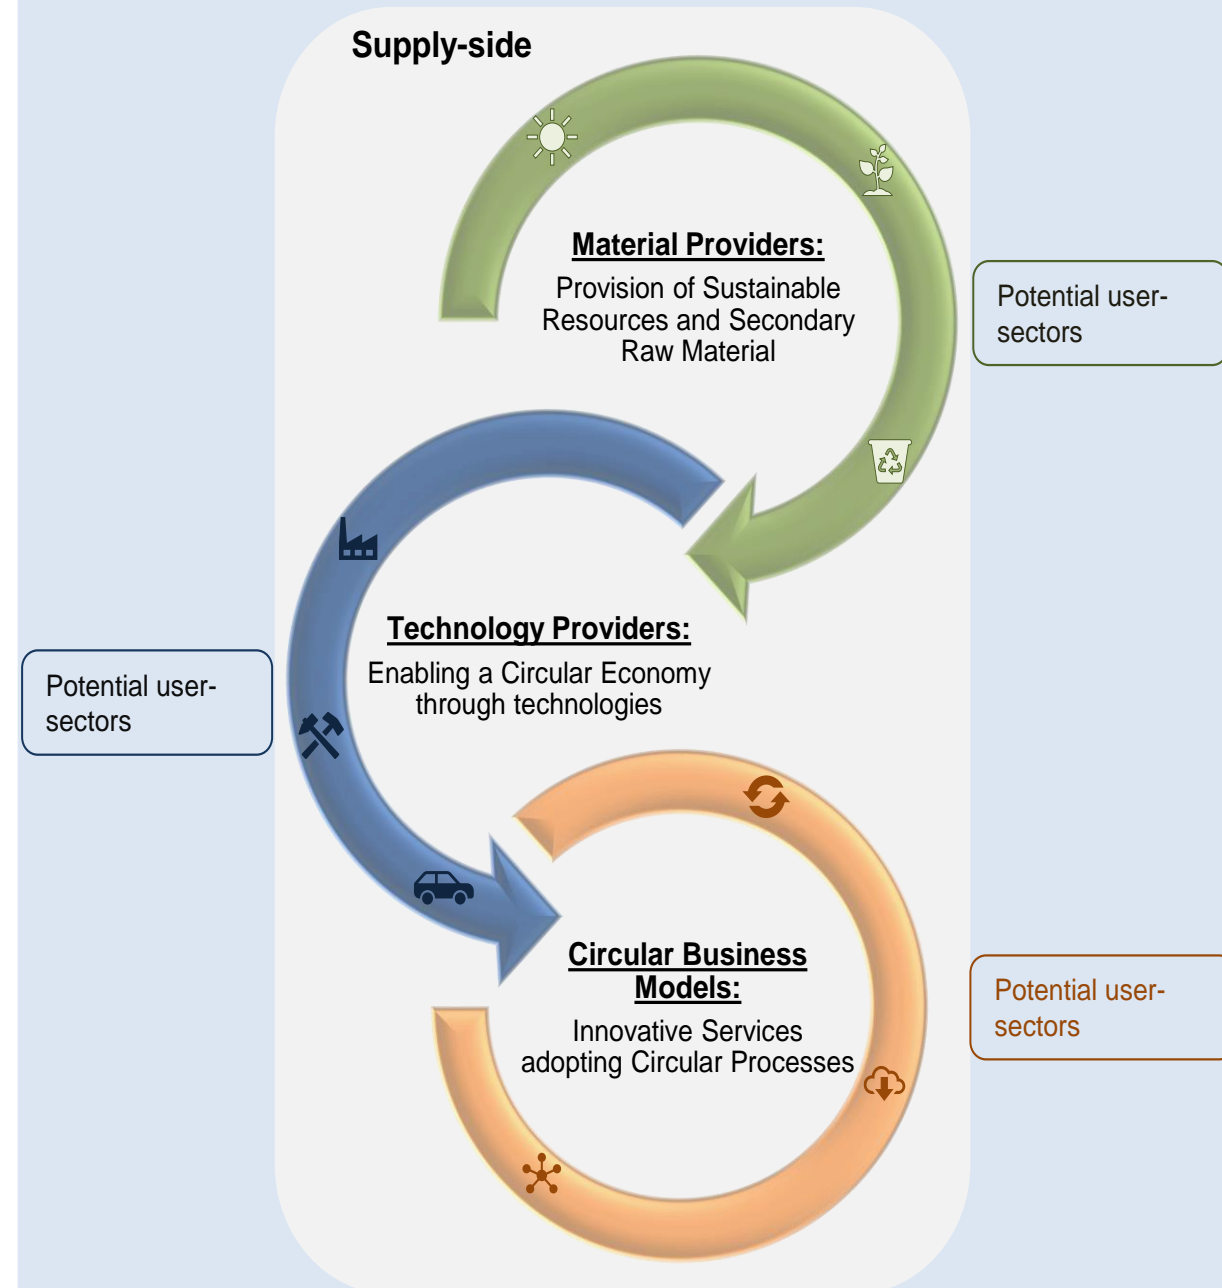 Supply-side
Material Providers:
Provision of Sustainable
Resources and Secondary
Raw Material
Potential user-
sectors
Technology Providers:
Enabling a Circular Economy
through technologies
Potential user-
sectors
Circular Business
Models:
Innovative Services
adopting Circular Processes
Potential user-
sectors